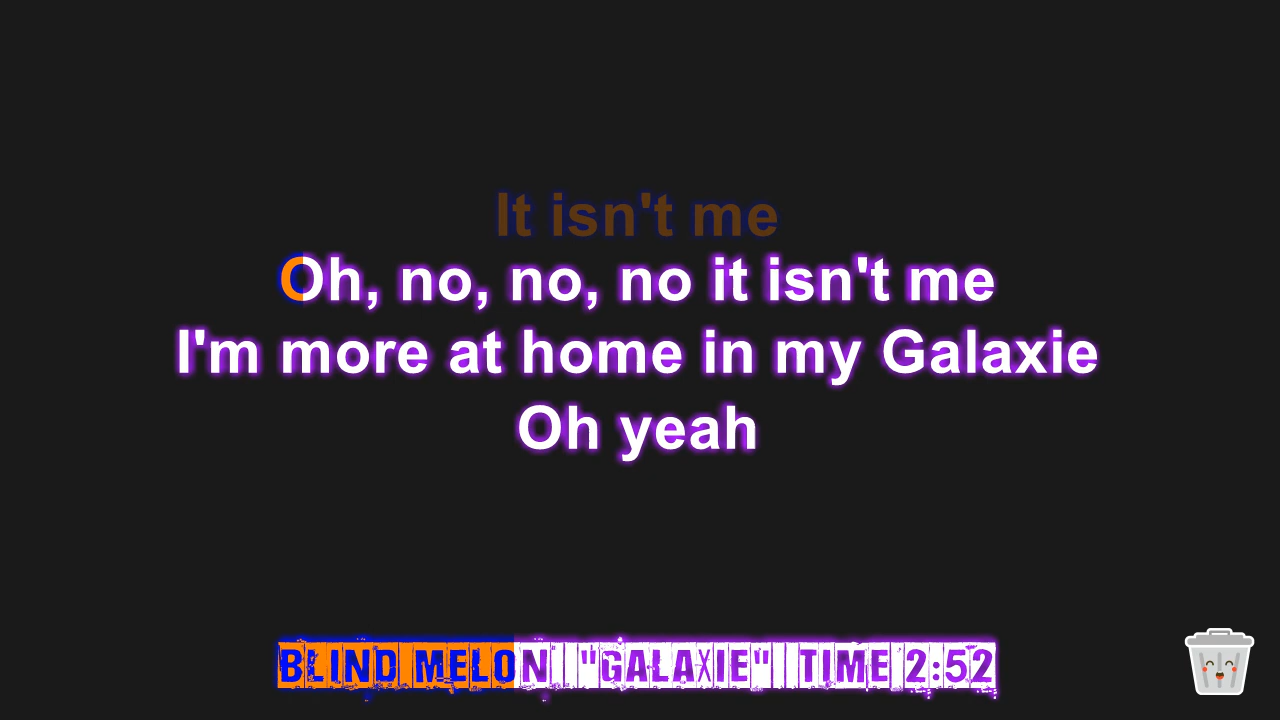 It isn't me
Oh, no, no, no it isn't me
I'm more at home in my Galaxie
Oh yeah
BLIND MELON "GALAXIE" TIME 2:52